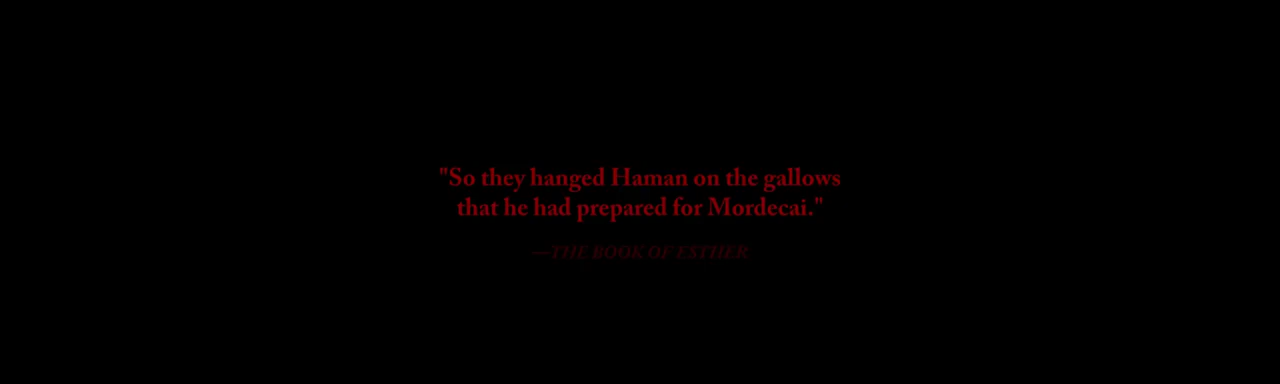 "So they hanged Haman on the gallows
that he had prepared for Mordecai."
—THE BOOK OF ESTHER